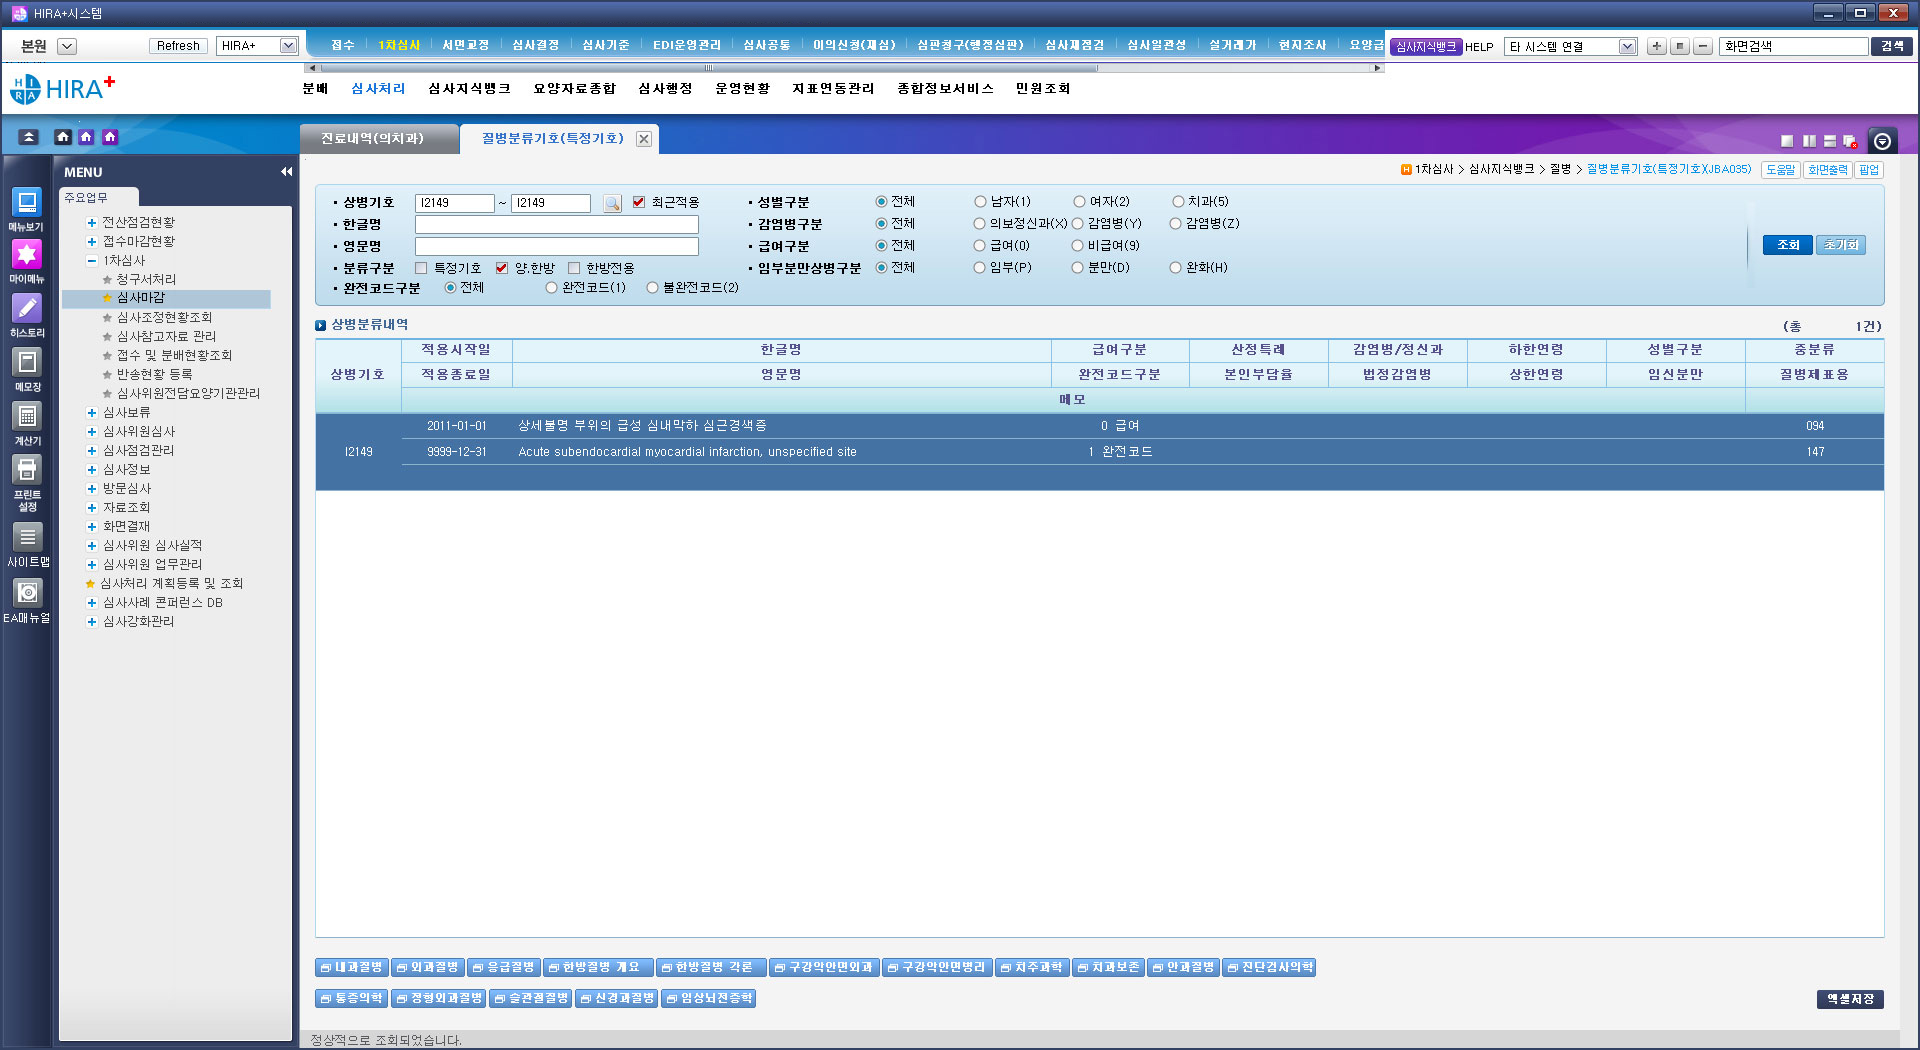 HIRA+시스템
본원 Refresh HIRA+ 접수 1차심사 서면교정 심사결정 심사기준 EDI운영관리 심사공통 이의신청(재심) 심판청구(행정심판) 심사재점검 심사일관성 실거래가 현지조사 요양급 심사지식뱅크 HELP 타 시스템 연결 화면검색 검색
HIRA+ 분배 심사처리 심사지식뱅크 요양자료종합 심사행정 운영현황 지표연동관리 종합정보서비스 민원조회
진료내역(의치과) 질병분류기호(특정기호)
1차심사 > 심사지식뱅크 > 질병 > 질병분류기호(특정기호)(JBA035) 도움말 화면출력 팝업
메뉴보기
마이메뉴
히스토리
메모장
계산기
프린트
설정
사이트맵
EA매뉴얼
MENU
주요업무
전산점검현황
접수마감현황
1차심사
청구서처리
심사마감
심사조정현황조회
심사참고자료 관리
접수 및 분배현황조회
반송현황 등록
심사위원전담요양기관관리
심사보류
심사위원심사
심사점검관리
심사정보
방문심사
자료조회
화면결재
심사위원 심사실적
심사위원 업무관리
심사처리 계획등록 및 조회
심사사례 콘퍼런스 DB
심사강화관리
상병기호 I2149 ~ I2149 최근적용 성별구분 전체 남자(1) 여자(2) 치과(5)
한글명 감염병구분 전체 의보정신과(X) 감염병(Y) 감염병(Z)
영문명 급여구분 전체 급여(0) 비급여(9) 조회 초기화
분류구분 특정기호 양.한방 한방전용 임부분만상병구분 전체 임부(P) 분만(D) 완화(H)
완전코드구분 전체 완전코드(1) 불완전코드(2)
상병분류내역 (총 1건)
상병기호 적용시작일 한글명 급여구분 산정특례 감염병/정신과 하한연령 성별구분 중분류
적용종료일 영문명 완전코드구분 본인부담율 법정감염병 상한연령 임신분만 질병제표용
메모
2011-01-01 상세불명 부위의 급성 심내막하 심근경색증 0 급여 094
I2149 9999-12-31 Acute subendocardial myocardial infarction, unspecified site 1 완전코드 147
내과질병 외과질병 응급질병 한방질병 개요 한방질병 각론 구강악안면외과 구강악안면병리 치주과학 치과보존 안과질병 진단검사의학
통증의학 정형외과질병 슬관절질병 신경과질병 임상뇌전증학 엑셀저장
정상적으로 조회되었습니다.